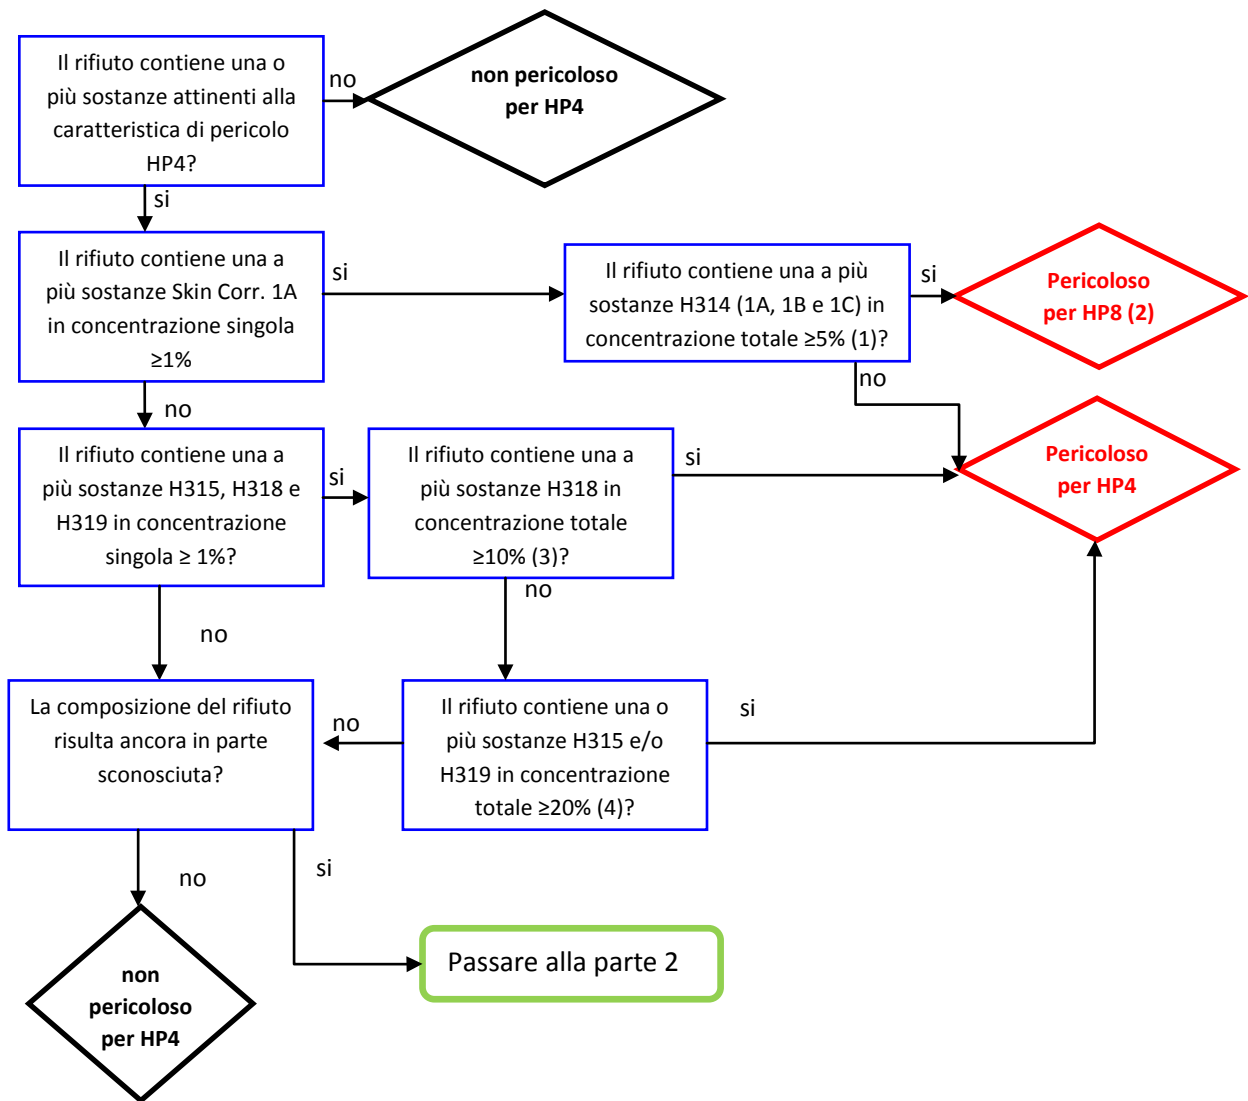 Il rifiuto contiene una o
più sostanze attinenti alla
caratteristica di pericolo
HP4?
no
non pericoloso
per HP4
si
Il rifiuto contiene una a
più sostanze Skin Corr. 1A
in concentrazione singola
≥1%
si
Il rifiuto contiene una a più
sostanze H314 (1A, 1B e 1C) in
concentrazione totale ≥5% (1)?
si
Pericoloso
per HP8 (2)
no
no
Il rifiuto contiene una a
più sostanze H315, H318 e
H319 in concentrazione
singola ≥ 1%?
si
Il rifiuto contiene una a
più sostanze H318 in
concentrazione totale
≥10% (3)?
si
Pericoloso
per HP4
no
no
La composizione del rifiuto
risulta ancora in parte
sconosciuta?
no
Il rifiuto contiene una o
più sostanze H315 e/o
H319 in concentrazione
totale ≥20% (4)?
si
no
si
non
pericoloso
per HP4
Passare alla parte 2